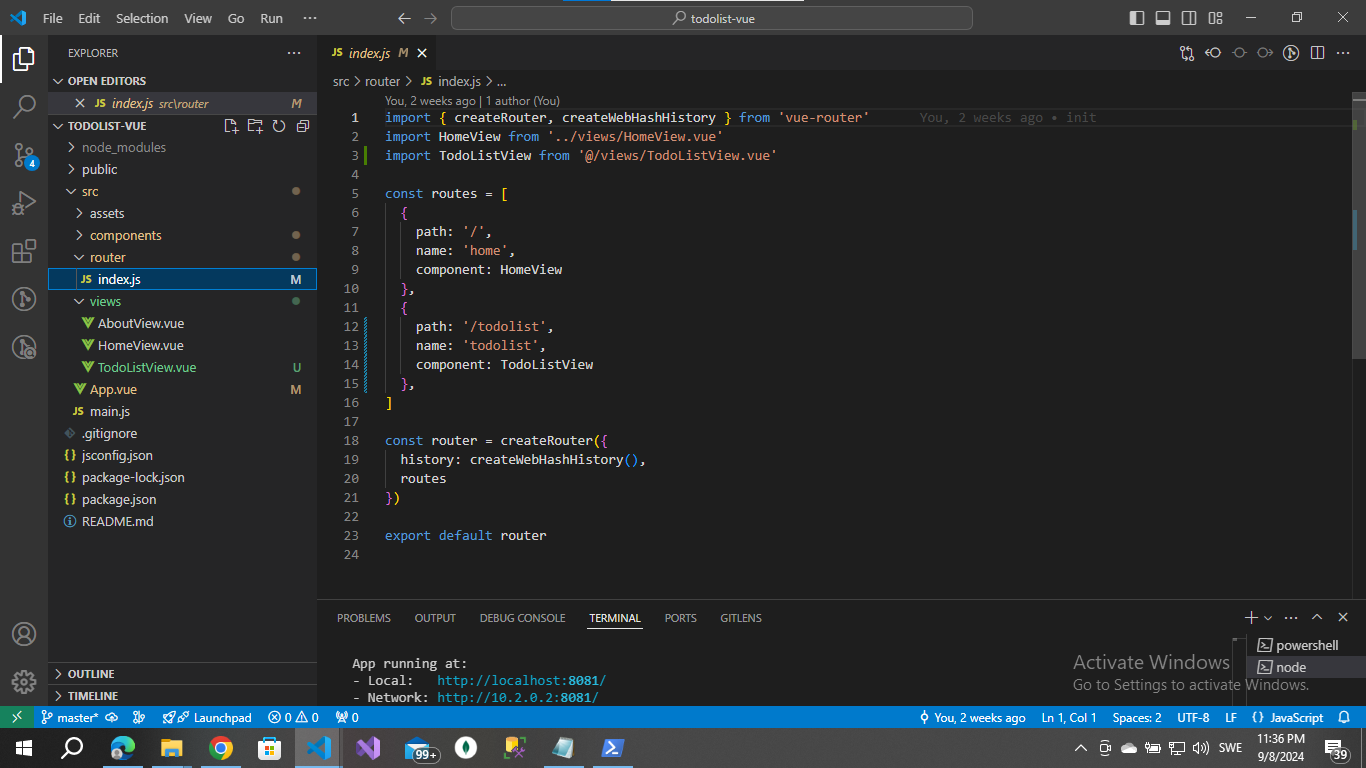 File Edit Selection View Go Run ··· todolist-vue
EXPLORER
OPEN EDITORS
index.js src\router M
TODOLIST-VUE
node_modules
public
src
assets
components
router
JS index.js M
views
AboutView.vue
HomeView.vue
TodoListView.vue U
App.vue M
JS main.js
.gitignore
{} jsconfig.json
{} package-lock.json
{} package.json
README.md
OUTLINE
TIMELINE
4
JS index.js M
src > router > JS index.js > ...
You, 2 weeks ago | 1 author (You)
1 import { createRouter, createWebHashHistory } from 'vue-router' You, 2 weeks ago • init
2 import HomeView from '../views/HomeView.vue'
3 import TodoListView from '@/views/TodoListView.vue'
4
5 const routes = [
6 {
7 path: '/',
8 name: 'home',
9 component: HomeView
10 },
11 {
12 path: '/todolist',
13 name: 'todolist',
14 component: TodoListView
15 },
16 ]
17
18 const router = createRouter({
19 history: createWebHashHistory(),
20 routes
21 })
22
23 export default router
24
PROBLEMS OUTPUT DEBUG CONSOLE TERMINAL PORTS GITLENS
App running at:
- Local: http://localhost:8081/
- Network: http://10.2.0.2:8081/
powershell
node
Activate Windows
Go to Settings to activate Windows.
master* Launchpad 0 0 0 You, 2 weeks ago Ln 1, Col 1 Spaces: 2 UTF-8 LF {} JavaScript
99+ SWE 11:36 PM
9/8/2024 39